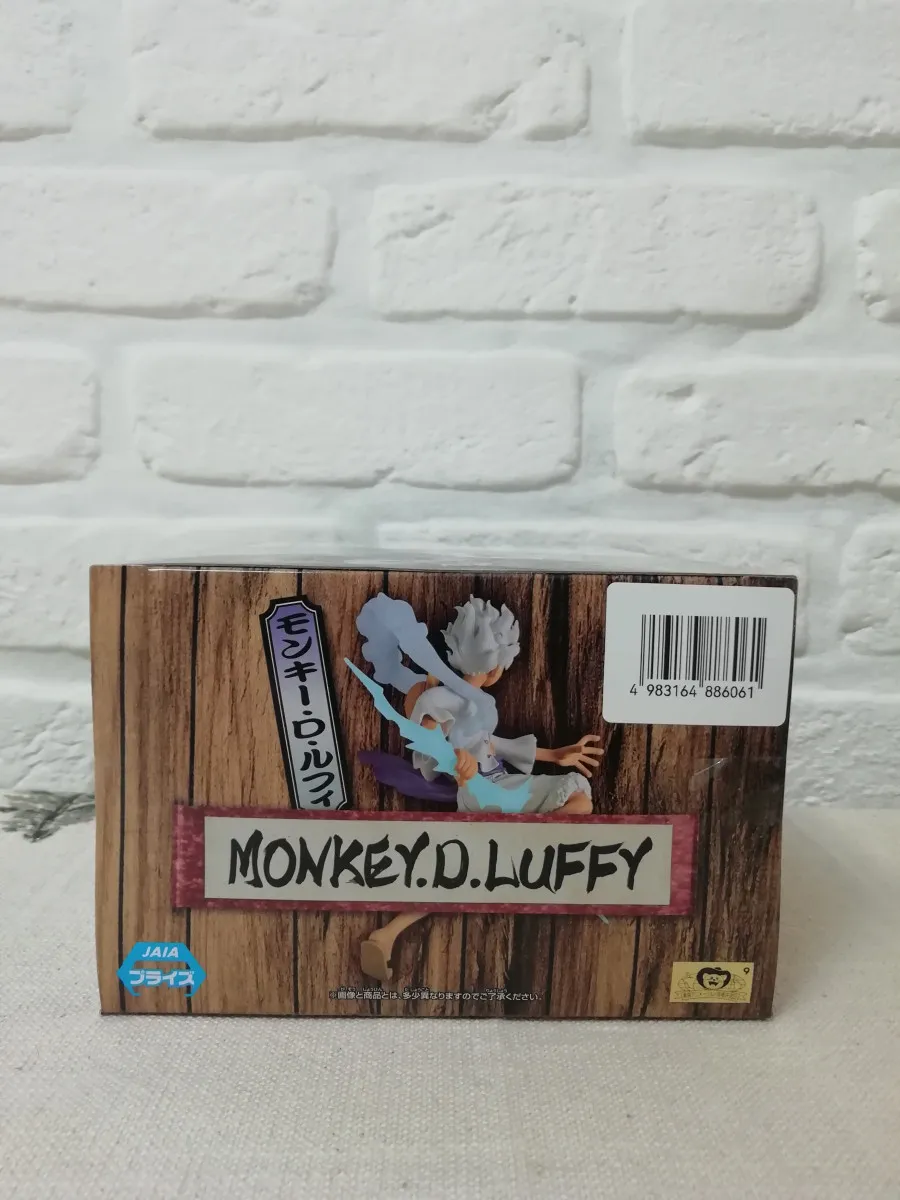 モンキー・D・ルフィ
4 983164 886061
MONKEY.D.LUFFY
JAIA
プライズ
※画像と商品とは、多少異なりますのでご了承ください。
9